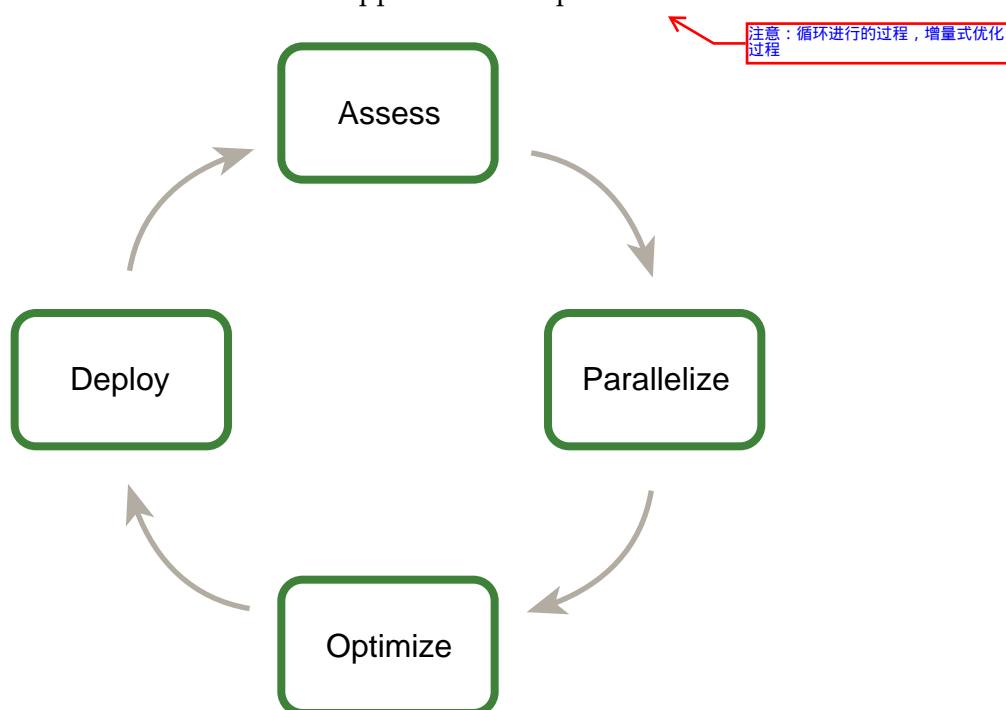 注意：循环进行的过程，增量式优化
过程
Assess
Deploy
Parallelize
Optimize